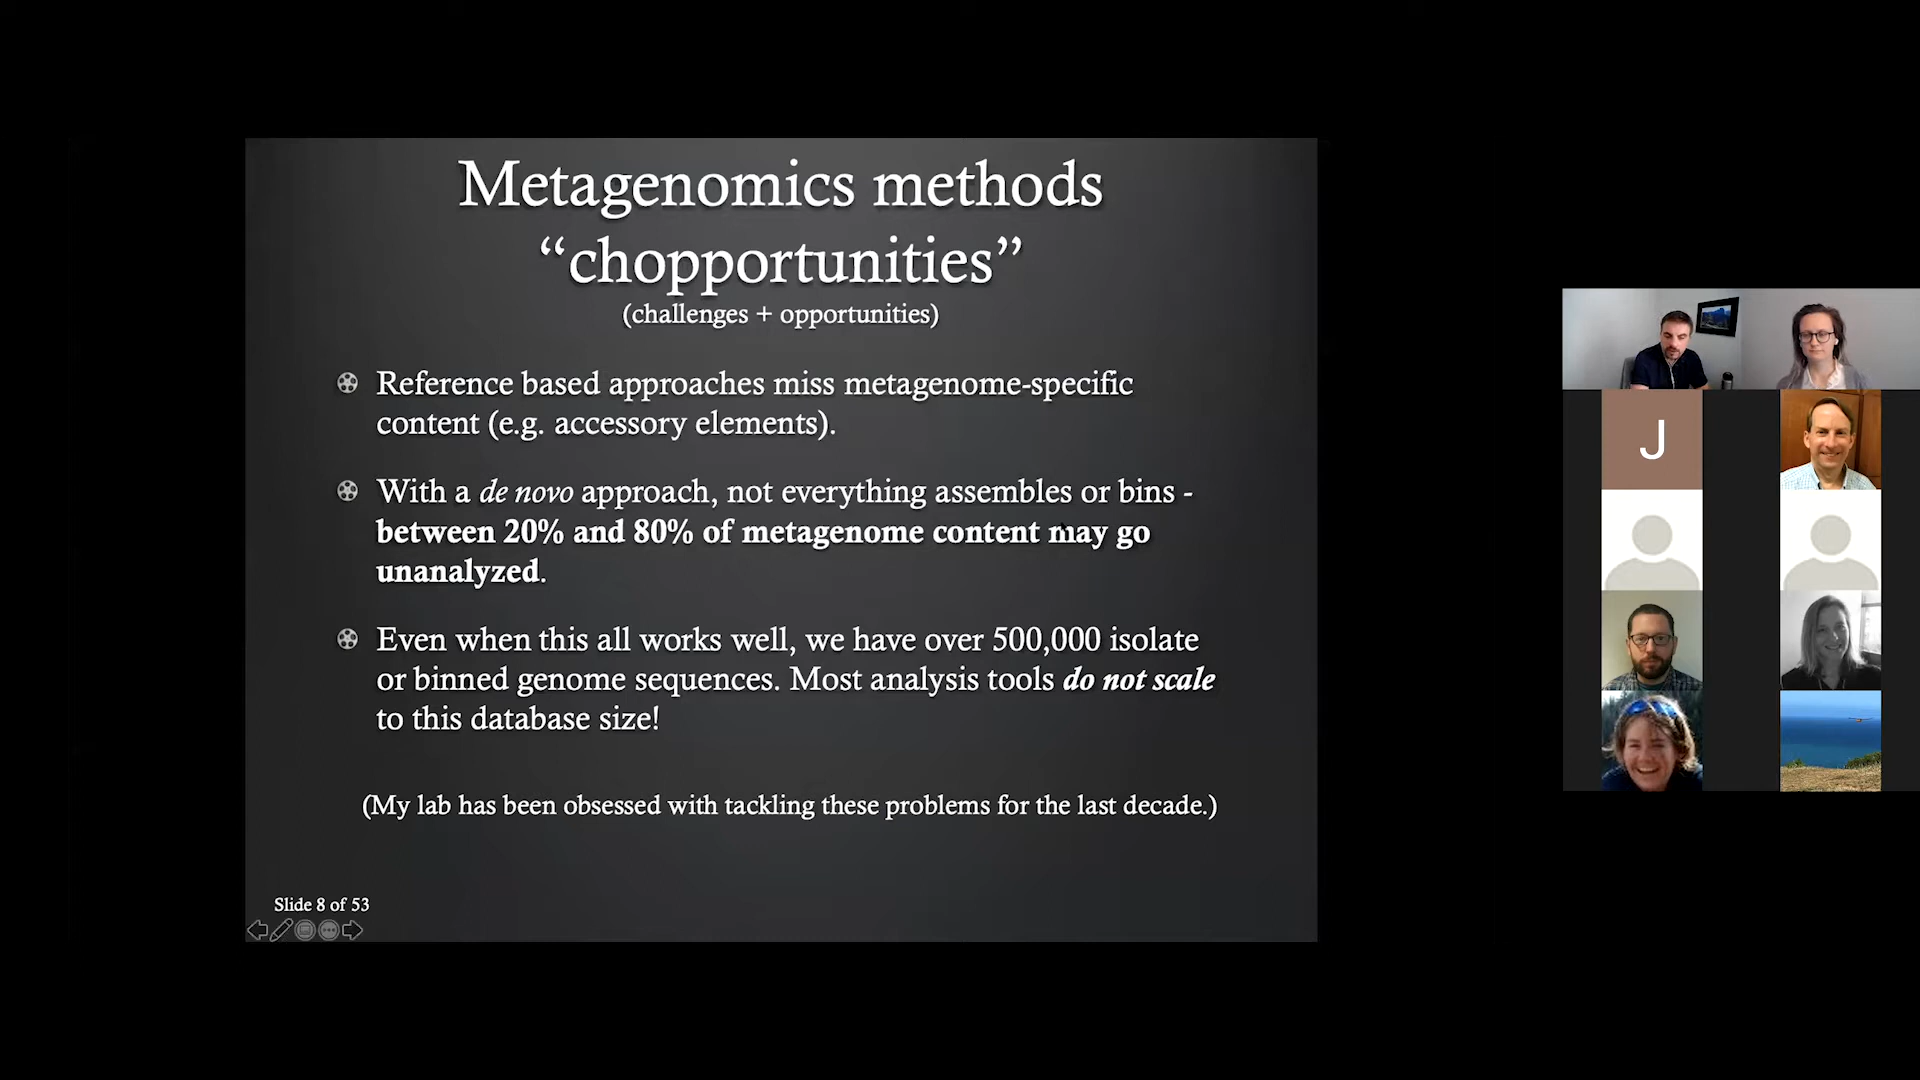 Metagenomics methods
“chopportunities”
(challenges + opportunities)
Reference based approaches miss metagenome-specific
content (e.g. accessory elements).
With a de novo approach, not everything assembles or bins -
between 20% and 80% of metagenome content may go
unanalyzed.
Even when this all works well, we have over 500,000 isolate
or binned genome sequences. Most analysis tools do not scale
to this database size!
(My lab has been obsessed with tackling these problems for the last decade.)
Slide 8 of 53
J